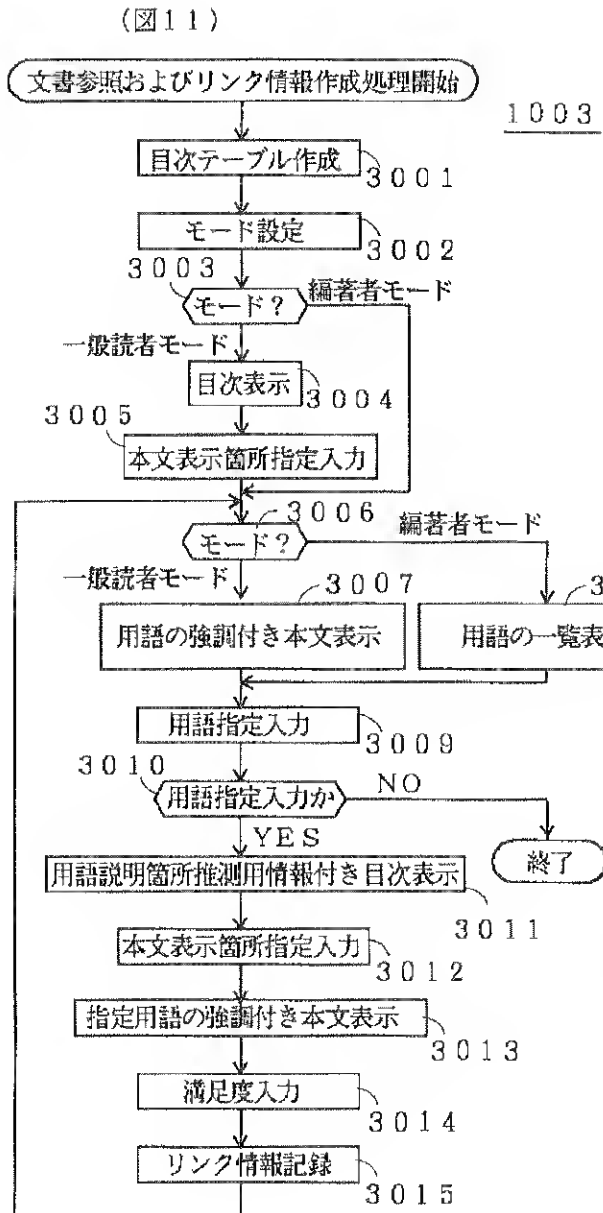 (図11)
文書参照およびリンク情報作成処理開始
1003
目次テーブル作成
3001
モード設定
3002
3003
モード?
編著者モード
一般読者モード
目次表示
3004
3005
本文表示箇所指定入力
3006
モード?
編著者モード
一般読者モード
3007
3
用語の強調付き本文表示
用語の一覧表
用語指定入力
3009
3010
用語指定入力か
NO
YES
終了
用語説明箇所推測用情報付き目次表示
3011
本文表示箇所指定入力
3012
指定用語の強調付き本文表示
3013
満足度入力
3014
リンク情報記録
3015